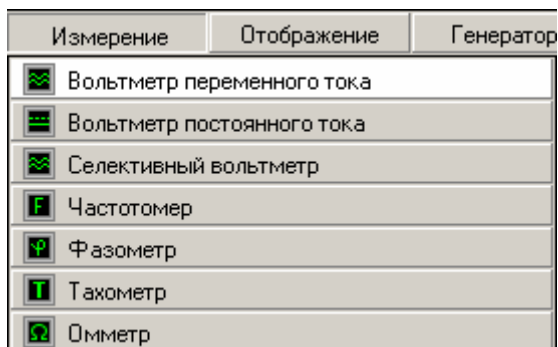 Измерение Отображение Генератор
Вольтметр переменного тока
Вольтметр постоянного тока
Селективный вольтметр
F Частотомер
φ Фазометр
T Тахометр
Ω Омметр